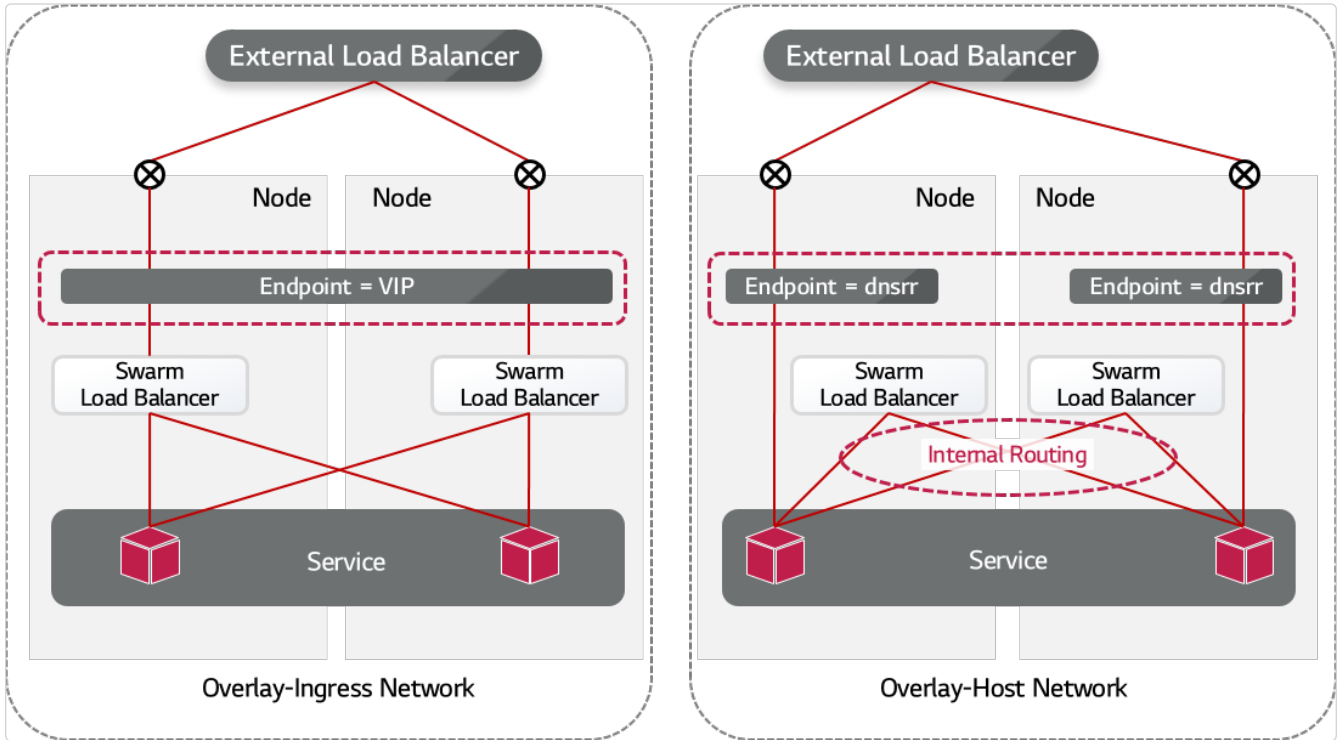 External Load Balancer
Node
Node
Endpoint = VIP
Swarm
Load Balancer
Swarm
Load Balancer
Service
Overlay-Ingress Network
External Load Balancer
Node
Node
Endpoint = dnsrr
Endpoint = dnsrr
Swarm
Load Balancer
Swarm
Load Balancer
Internal Routing
Service
Overlay-Host Network